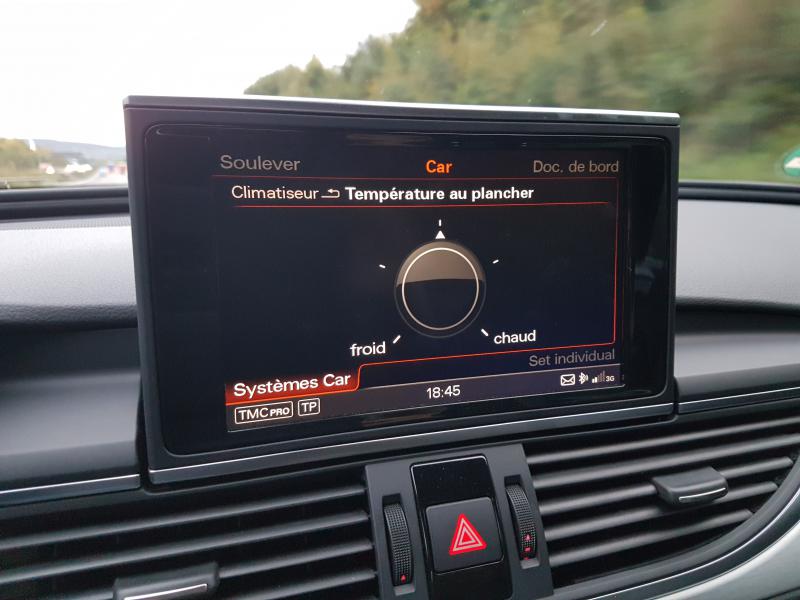 Soulever Car Doc. de bord
Climatiseur Température au plancher
froid chaud
Set individual
Systèmes Car
TMC PRO TP 18:45 3G